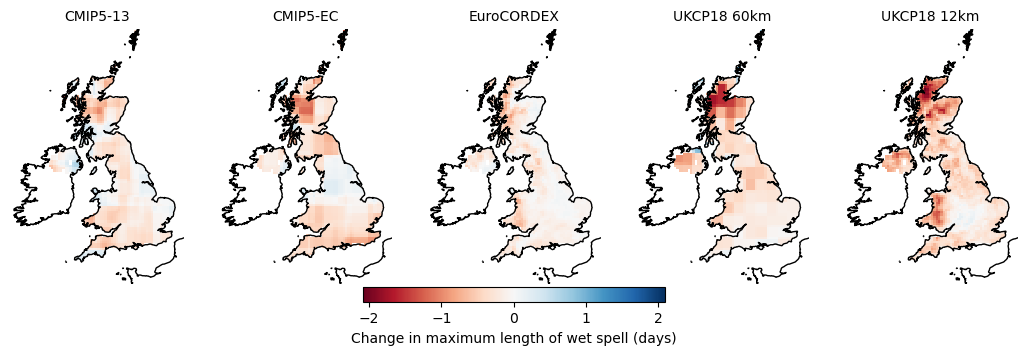 CMIP5-13 CMIP5-EC EuroCORDEX UKCP18 60km UKCP18 12km
−2 −1 0 1 2
Change in maximum length of wet spell (days)